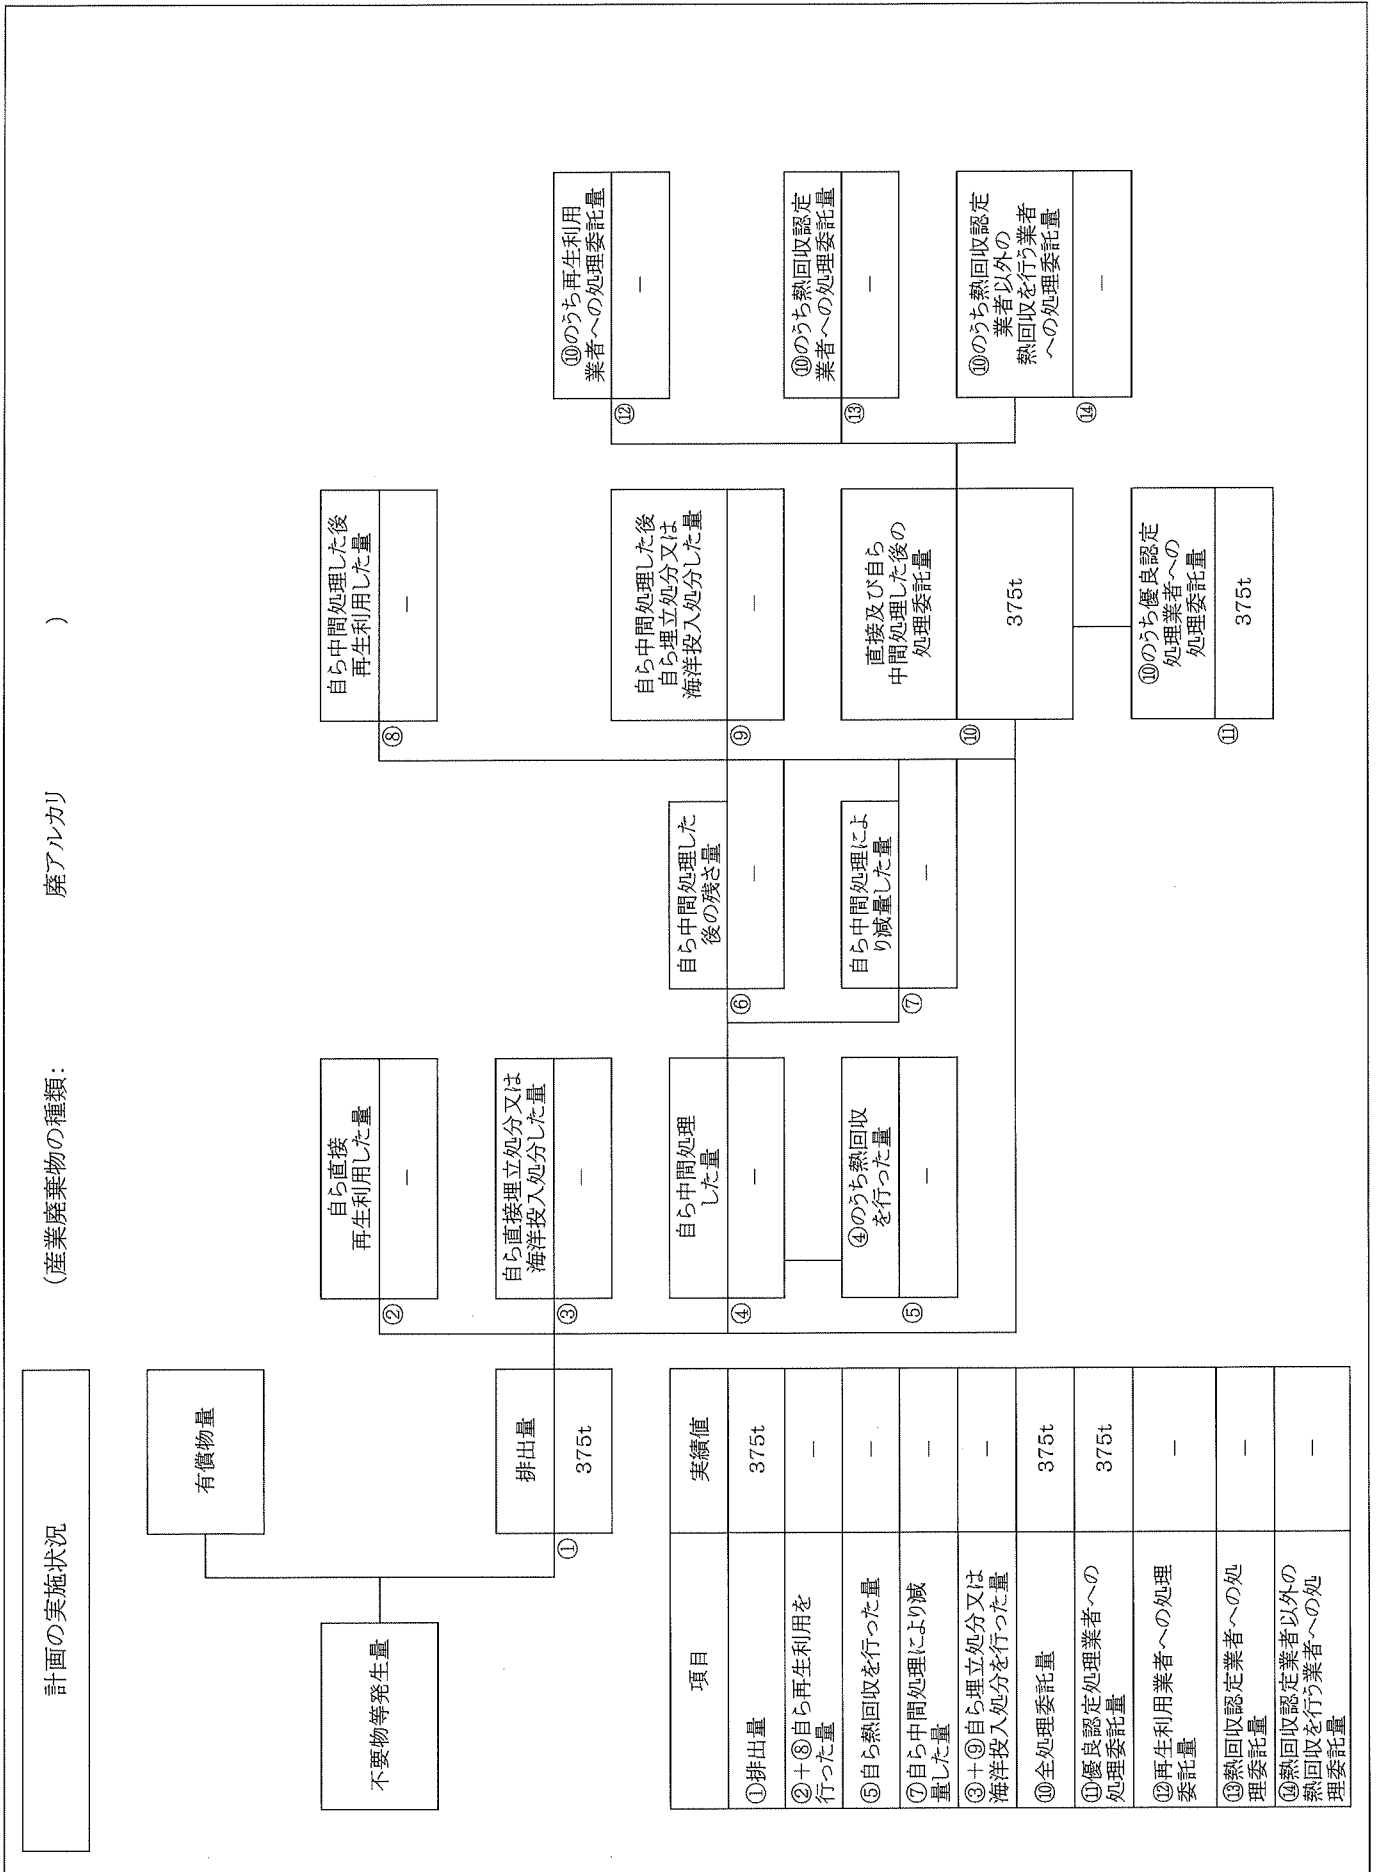 計画の実施状況
(産業廃棄物の種類: 廃アルカリ )
不要物等発生量
有償物量
①
排出量
375t
②
自ら直接
再生利用した量
－
③
自ら直接埋立処分又は
海洋投入処分した量
－
④
自ら中間処理
した量
－
⑤
④のうち熱回収
を行った量
－
⑥
自ら中間処理した
後の残さ量
－
⑦
自ら中間処理によ
り減量した量
－
⑧
自ら中間処理した後
再生利用した量
－
⑨
自ら中間処理した後
自ら埋立処分又は
海洋投入処分した量
－
⑩
直接及び自ら
中間処理した後の
処理委託量
375t
⑪
⑩のうち優良認定
処理業者への
処理委託量
375t
⑫
⑩のうち再生利用
業者への処理委託量
－
⑬
⑩のうち熱回収認定
業者への処理委託量
－
⑭
⑩のうち熱回収認定
業者以外の
熱回収を行う業者
への処理委託量
－
項目 実績値
①排出量 375t
②＋⑧自ら再生利用を
行った量 －
⑤自ら熱回収を行った量 －
⑦自ら中間処理により減
量した量 －
③＋⑨自ら埋立処分又は
海洋投入処分を行った量 －
⑩全処理委託量 375t
⑪優良認定処理業者への
処理委託量 375t
⑫再生利用業者への処理
委託量 －
⑬熱回収認定業者への処
理委託量 －
⑭熱回収認定業者以外の
熱回収を行う業者への処
理委託量 －